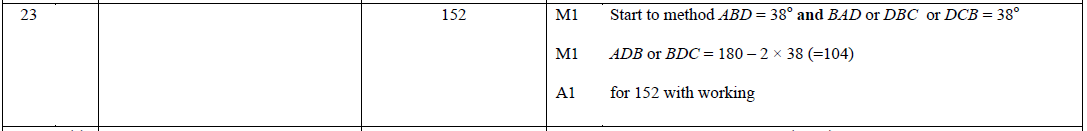 23 152 M1 Start to method ABD = 38° and BAD or DBC or DCB = 38°
M1 ADB or BDC = 180 – 2 × 38 (=104)
A1 for 152 with working